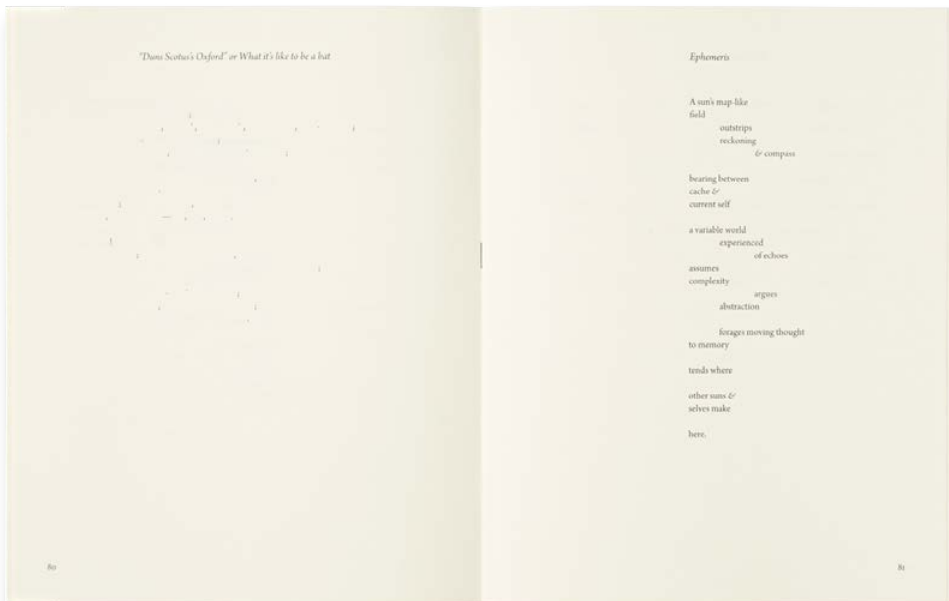 "Duns Scotus's Oxford" or What it's like to be a bat
80
Ephemeris
A sun's map-like
field
outstrips
reckoning
& compass
bearing between
cache &
current self
a variable world
experienced
of echoes
assumes
complexity
argues
abstraction
forages moving thought
to memory
tends where
other suns &
selves make
here.
81